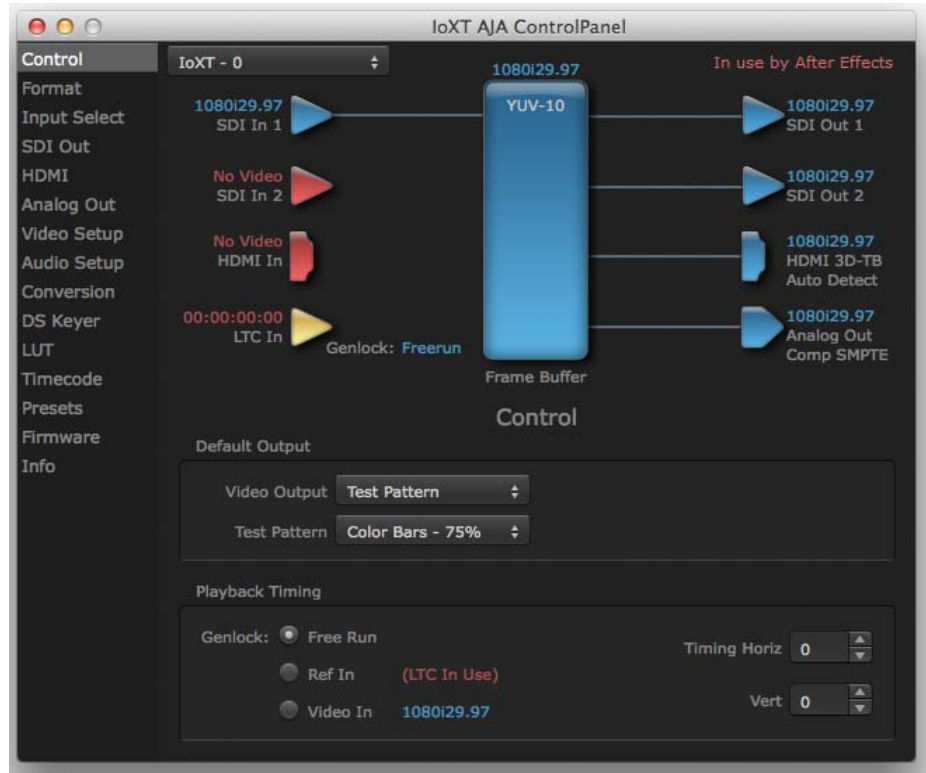 IoXT AJA ControlPanel
Control
Format
Input Select
SDI Out
HDMI
Analog Out
Video Setup
Audio Setup
Conversion
DS Keyer
LUT
Timecode
Presets
Firmware
Info
IoXT - 0
1080i29.97
In use by After Effects
YUV-10
1080i29.97
SDI In 1
No Video
SDI In 2
No Video
HDMI In
00:00:00:00
LTC In
Genlock: Freerun
Frame Buffer
1080i29.97
SDI Out 1
1080i29.97
SDI Out 2
1080i29.97
HDMI 3D-TB
Auto Detect
1080i29.97
Analog Out
Comp SMPTE
Control
Default Output
Video Output Test Pattern
Test Pattern Color Bars - 75%
Playback Timing
Genlock: Free Run
Ref In (LTC In Use)
Video In 1080i29.97
Timing Horiz 0
Vert 0